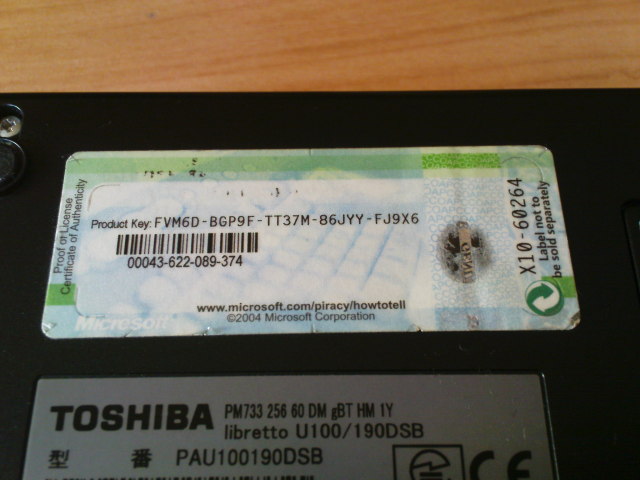 Proof of License
Certificate of Authenticity
Product Key: FVM6D-BGP9F-TT37M-86JYY-FJ9X6
00043-622-089-374
www.microsoft.com/piracy/howtotell
©2004 Microsoft Corporation
Microsoft
X10-60264
Label not to
be sold separately
TOSHIBA
PM733 256 60 DM gBT HM 1Y
libretto U100/190DSB
型 番 PAU100190DSB
CE